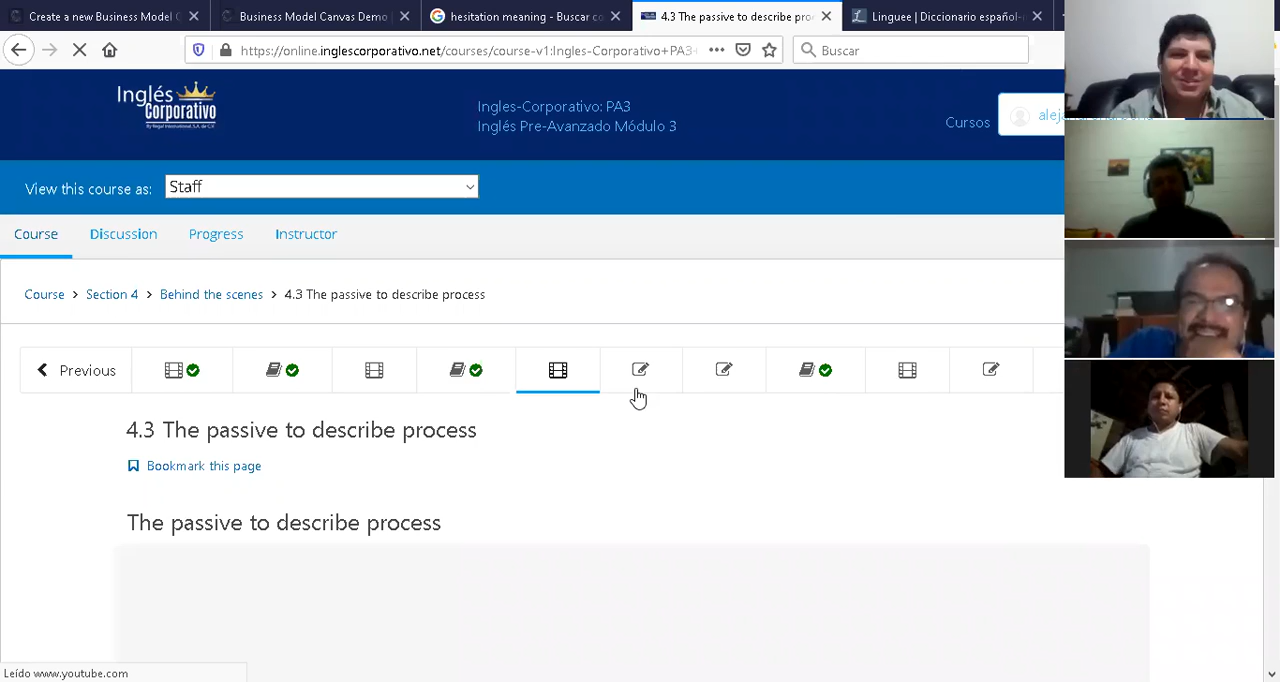 Create a new Business Model C
Business Model Canvas Demo
hesitation meaning - Buscar co
4.3 The passive to describe pro
Linguee | Diccionario español-
https://online.inglescorporativo.net/courses/course-v1:Ingles-Corporativo+PA3
Buscar
Inglés
Corporativo
Ingles-Corporativo: PA3
Inglés Pre-Avanzado Módulo 3
Cursos
View this course as:
Staff
Course
Discussion
Progress
Instructor
Course > Section 4 > Behind the scenes > 4.3 The passive to describe process
Previous
4.3 The passive to describe process
Bookmark this page
The passive to describe process
Leído www.youtube.com